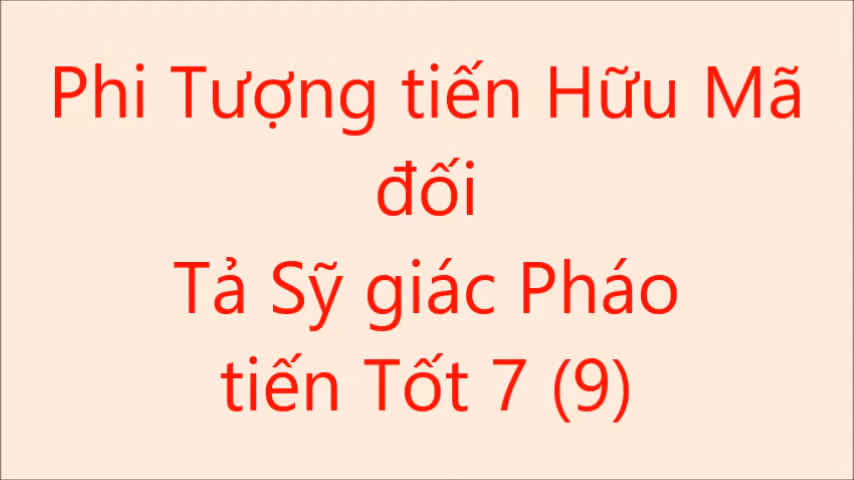 Phi Tượng tiến Hữu Mã
đối
Tả Sỹ giác Pháo
tiến Tốt 7 (9)